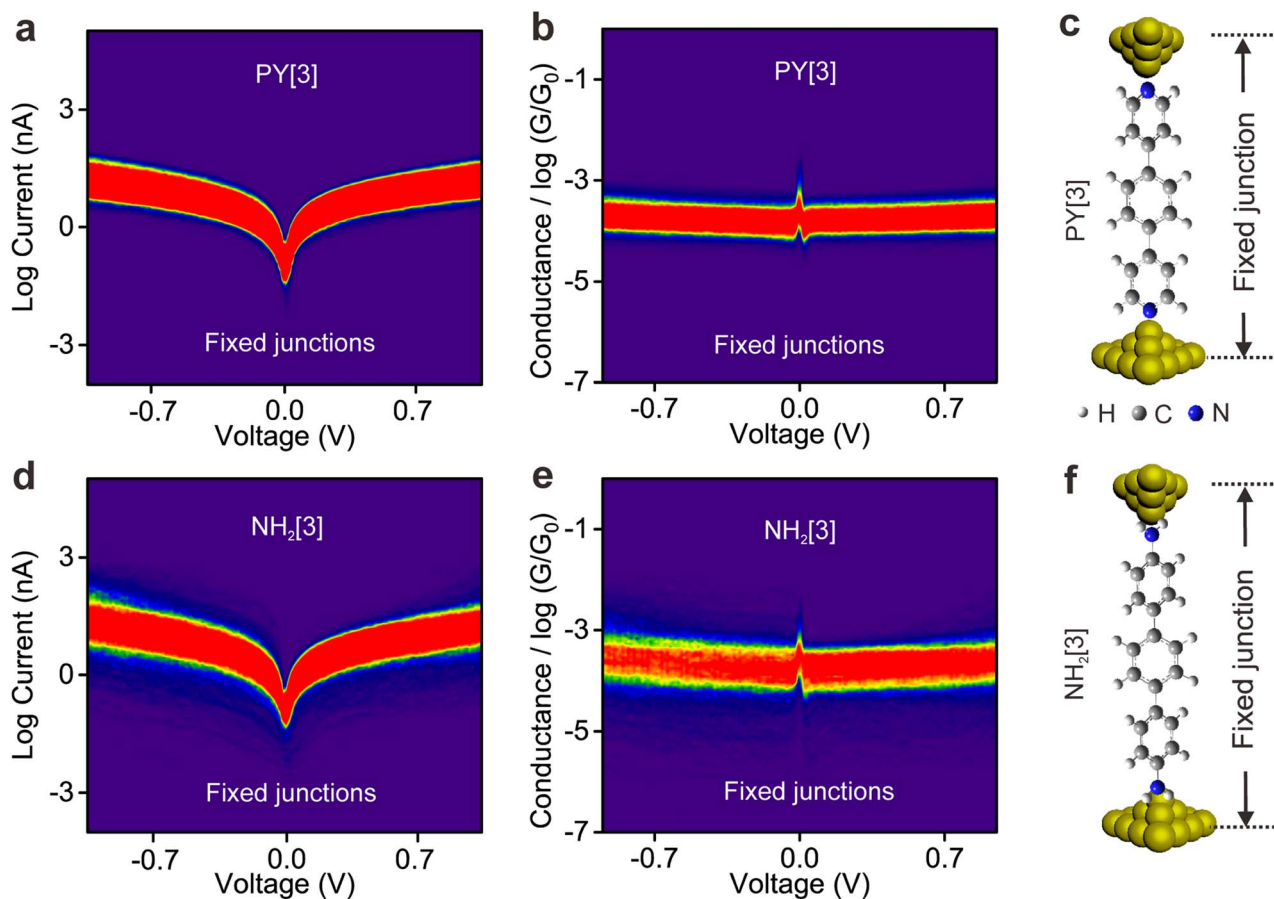 a
PY[3]
Fixed junctions
Log Current (nA)
3
0
-3
-0.7
0.0
0.7
Voltage (V)
b
PY[3]
Fixed junctions
Conductance / log (G/G₀)
-1
-3
-5
-7
-0.7
0.0
0.7
Voltage (V)
c
PY[3]
Fixed junction
H C N
d
NH₂[3]
Fixed junctions
Log Current (nA)
3
0
-3
-0.7
0.0
0.7
Voltage (V)
e
NH₂[3]
Fixed junctions
Conductance / log (G/G₀)
-1
-3
-5
-7
-0.7
0.0
0.7
Voltage (V)
f
NH₂[3]
Fixed junction